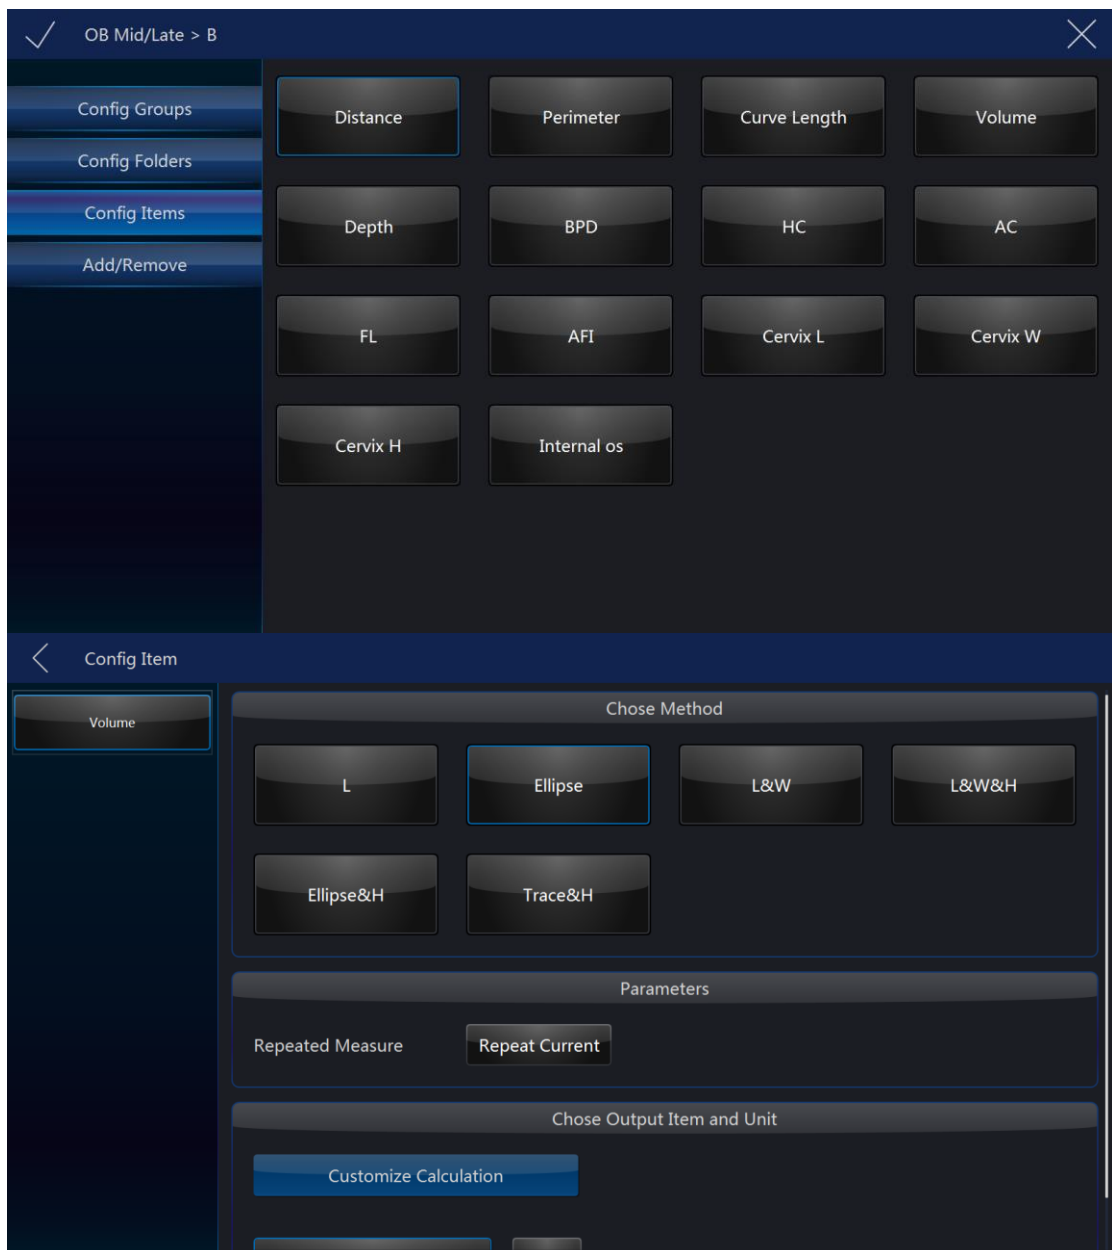 OB Mid/Late > B
Config Groups
Config Folders
Config Items
Add/Remove
Distance Perimeter Curve Length Volume
Depth BPD HC AC
FL AFI Cervix L Cervix W
Cervix H Internal os
Config Item
Volume
Chose Method
L Ellipse L&W L&W&H
Ellipse&H Trace&H
Parameters
Repeated Measure Repeat Current
Chose Output Item and Unit
Customize Calculation